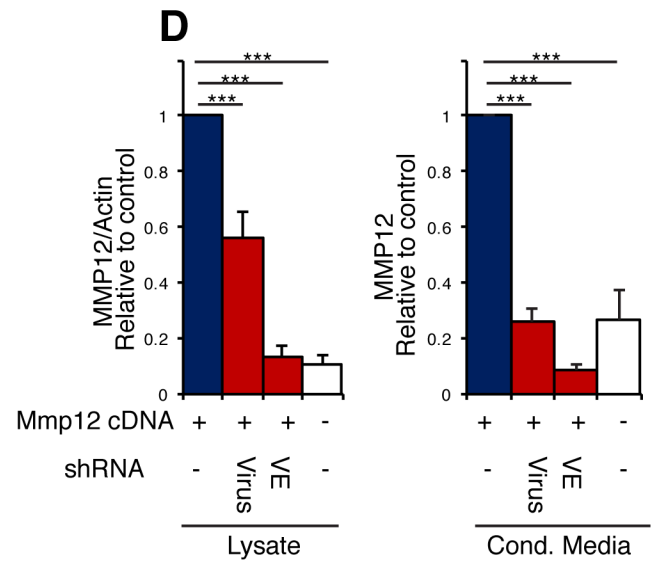 D
***
***
***
***
***
***
MMP12/Actin
Relative to control
1
0.8
0.6
0.4
0.2
0
MMP12
Relative to control
1
0.8
0.6
0.4
0.2
0
Mmp12 cDNA + + + - + + + -
shRNA - Virus VE - - Virus VE -
Lysate
Cond. Media